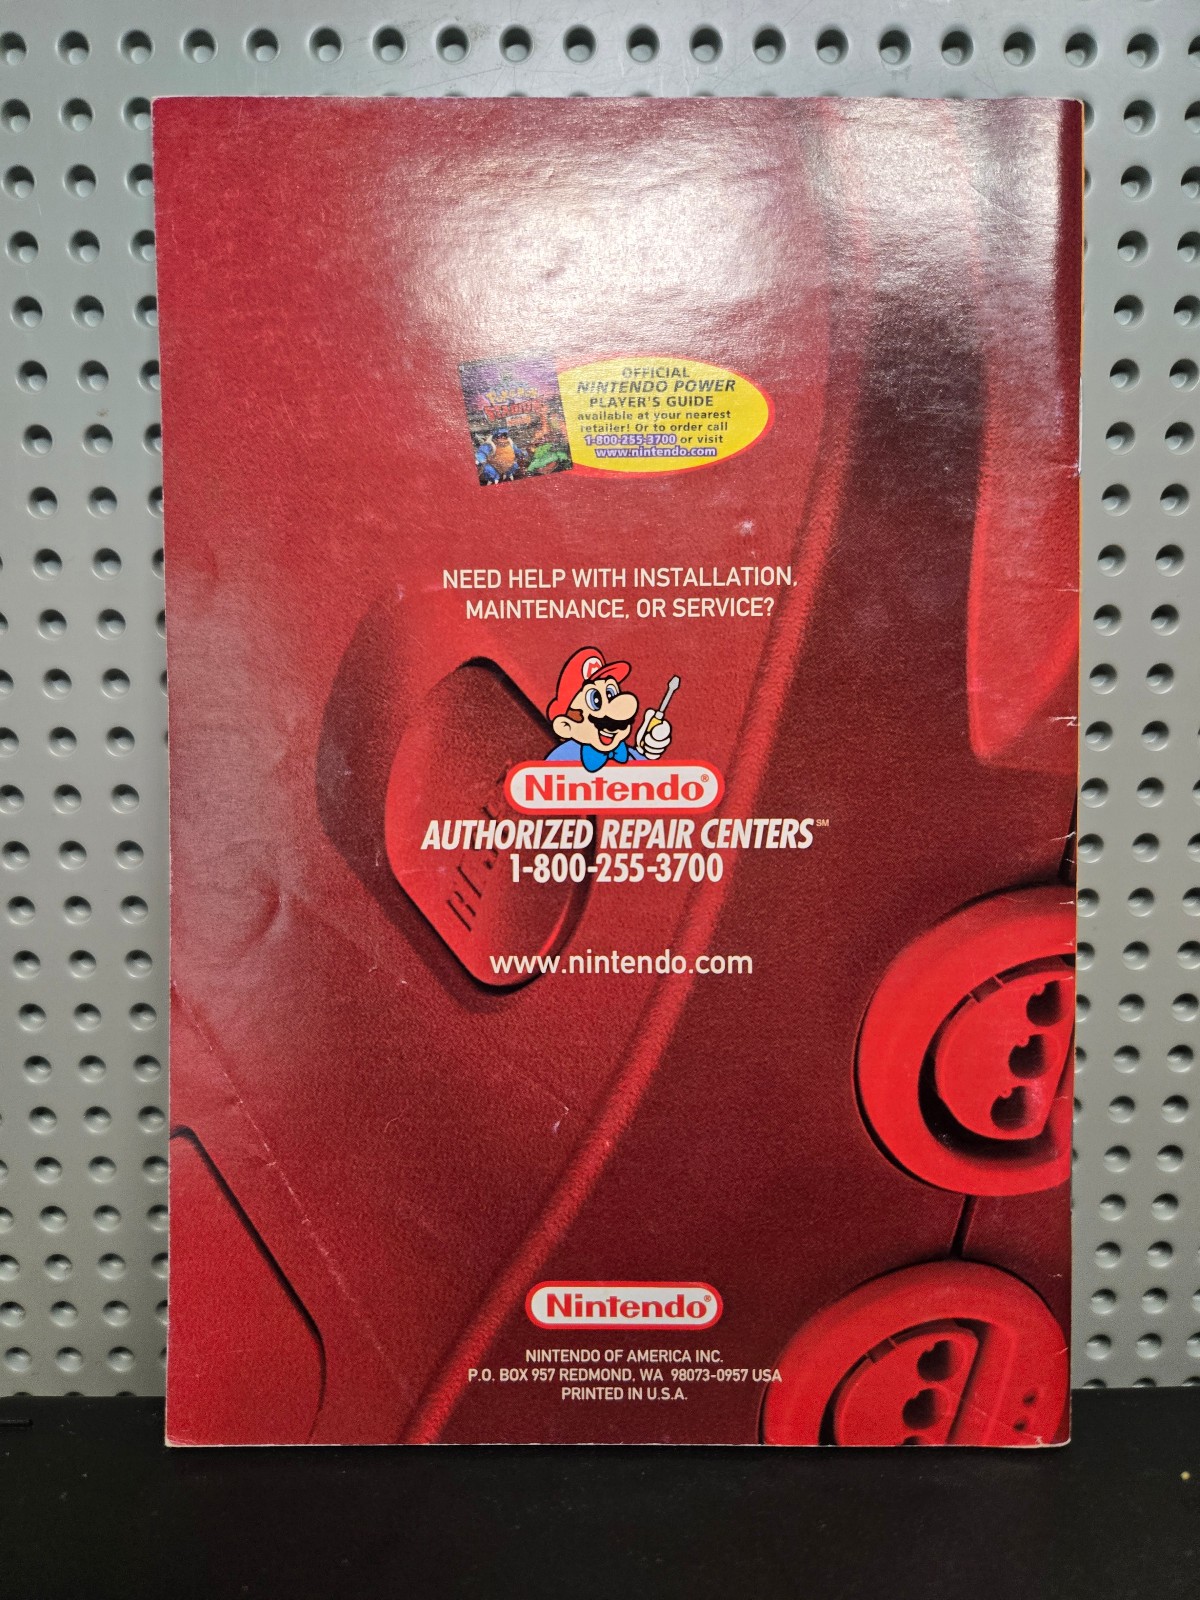 OFFICIAL
NINTENDO POWER
PLAYER'S GUIDE
available at your nearest
retailer! Or to order call
1-800-255-3700 or visit
www.nintendo.com
NEED HELP WITH INSTALLATION,
MAINTENANCE, OR SERVICE?
M
Nintendo®
AUTHORIZED REPAIR CENTERS℠
1-800-255-3700
www.nintendo.com
Nintendo®
NINTENDO OF AMERICA INC.
P.O. BOX 957 REDMOND, WA 98073-0957 USA
PRINTED IN U.S.A.